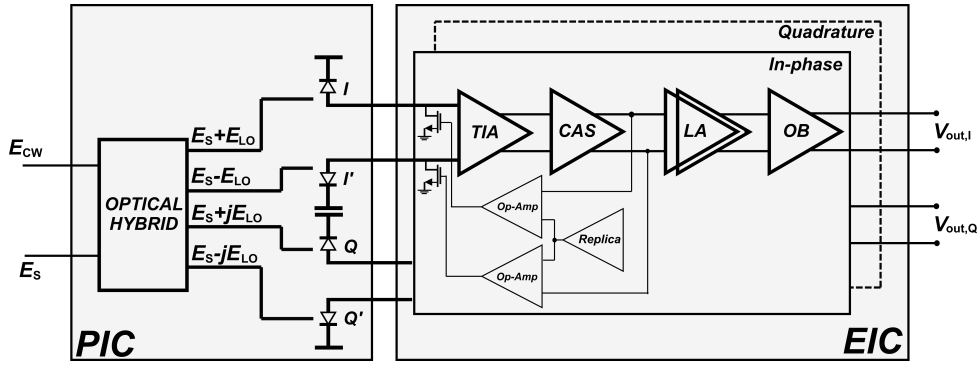 Quadrature
In-phase
I
E_S+E_LO
TIA
CAS
LA
OB
V_out,I
E_CW
E_S-E_LO
I'
OPTICAL
HYBRID
E_S+jE_LO
Op-Amp
Replica
V_out,Q
Q
E_S-jE_LO
Op-Amp
E_S
Q'
PIC
EIC